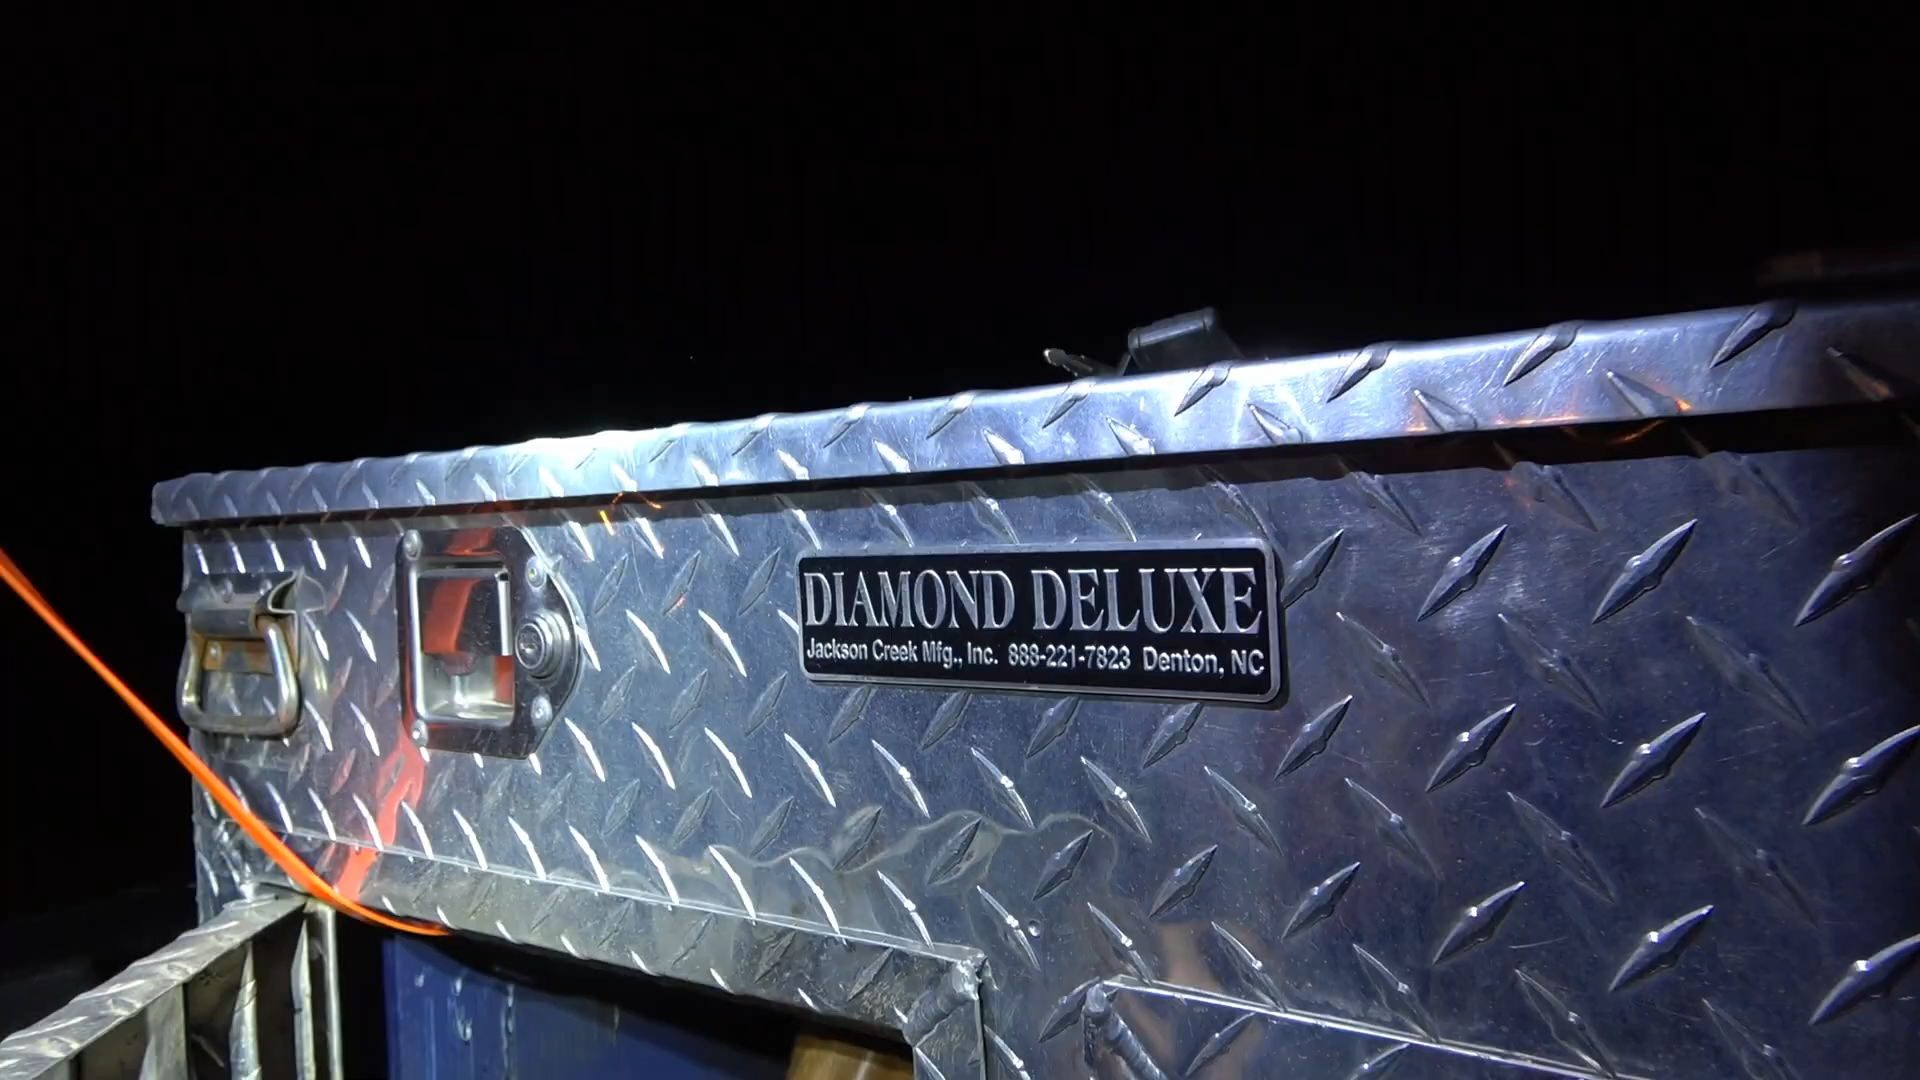 DIAMOND DELUXE
Jackson Creek Mfg., Inc. 888-221-7823 Denton, NC